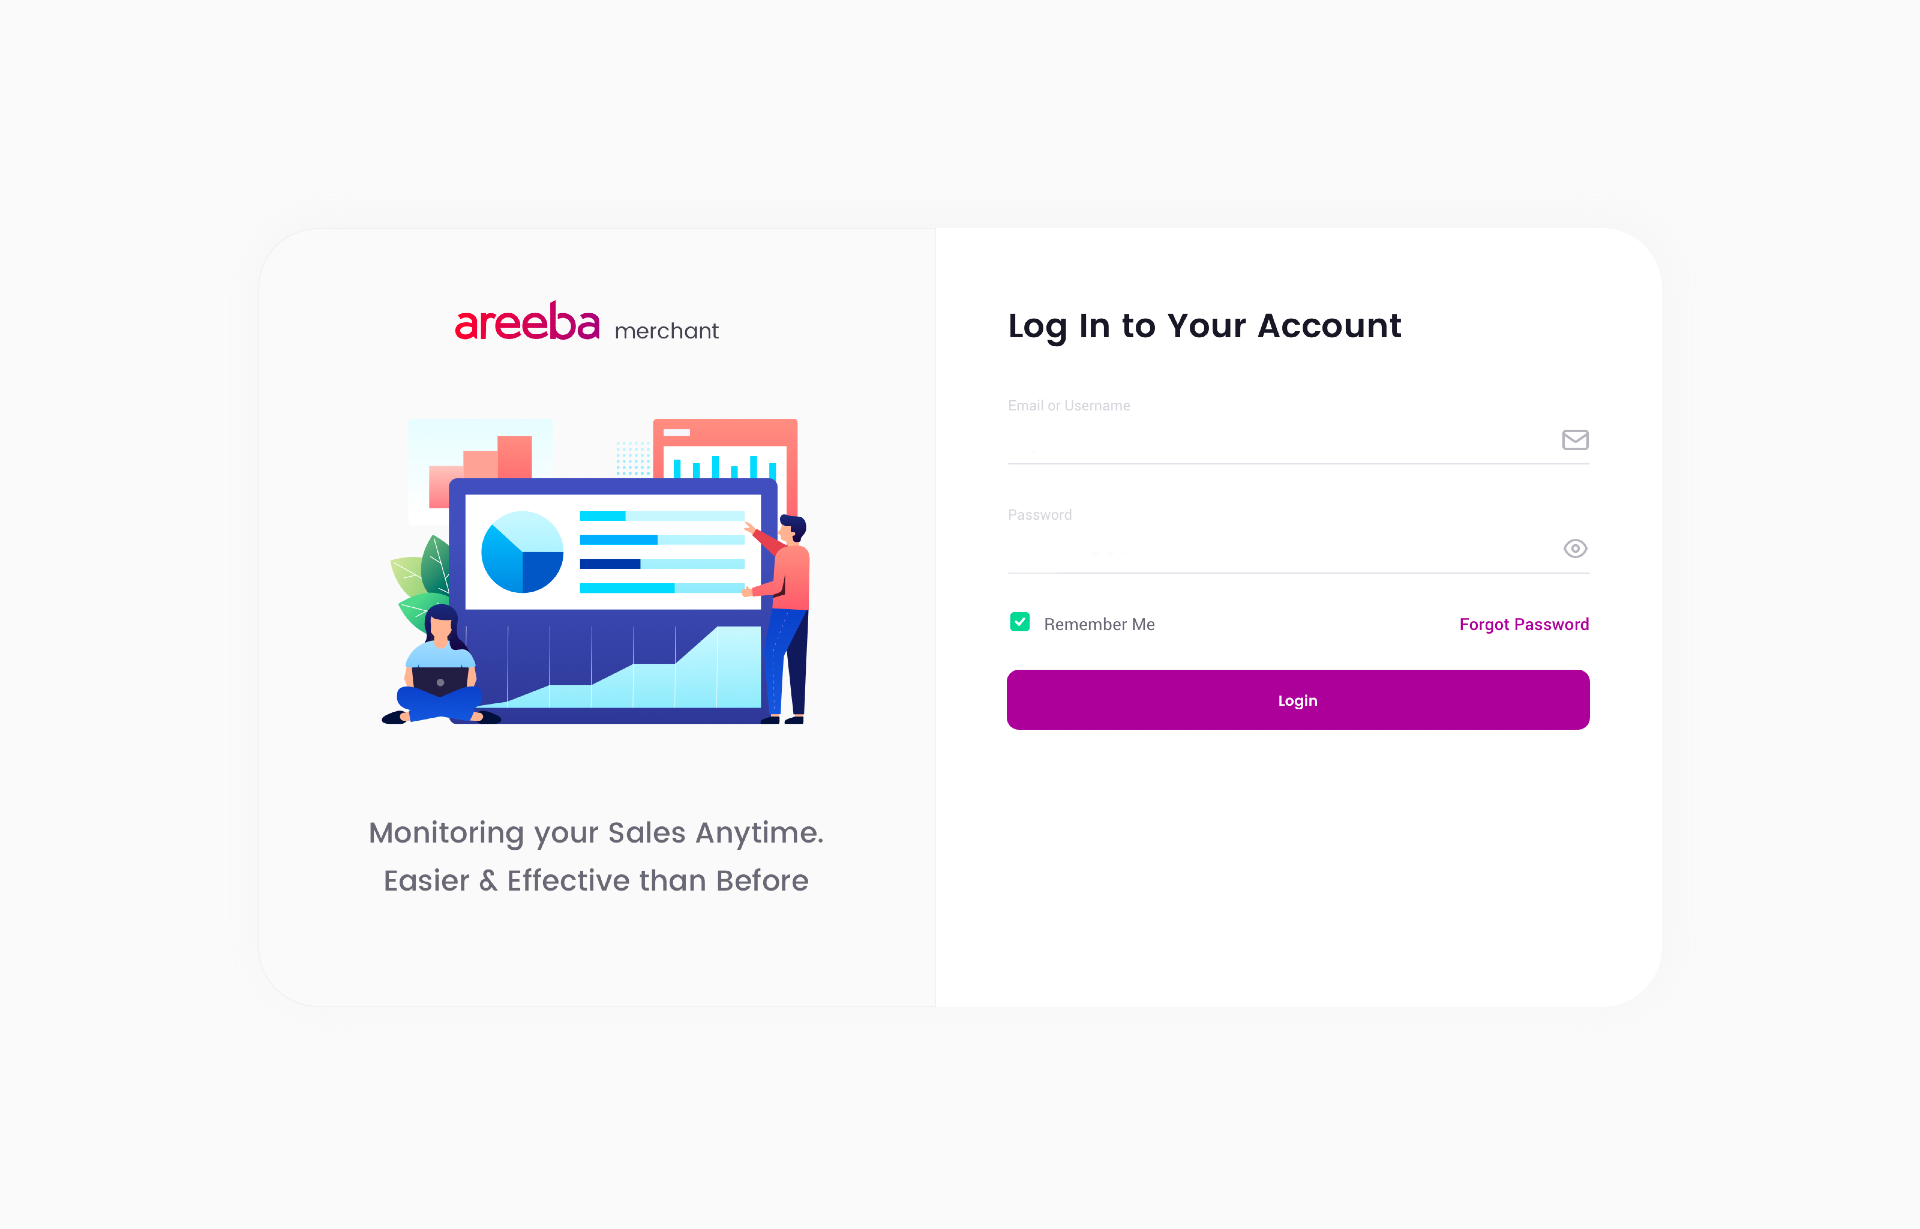 areeba merchant
Monitoring your Sales Anytime.
Easier & Effective than Before
Log In to Your Account
Email or Username
Password
Remember Me
Forgot Password
Login